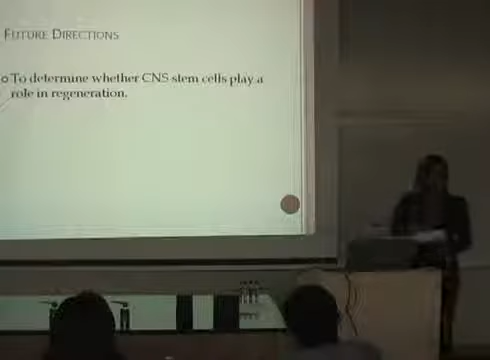 FUTURE DIRECTIONS
To determine whether CNS stem cells play a
role in regeneration.